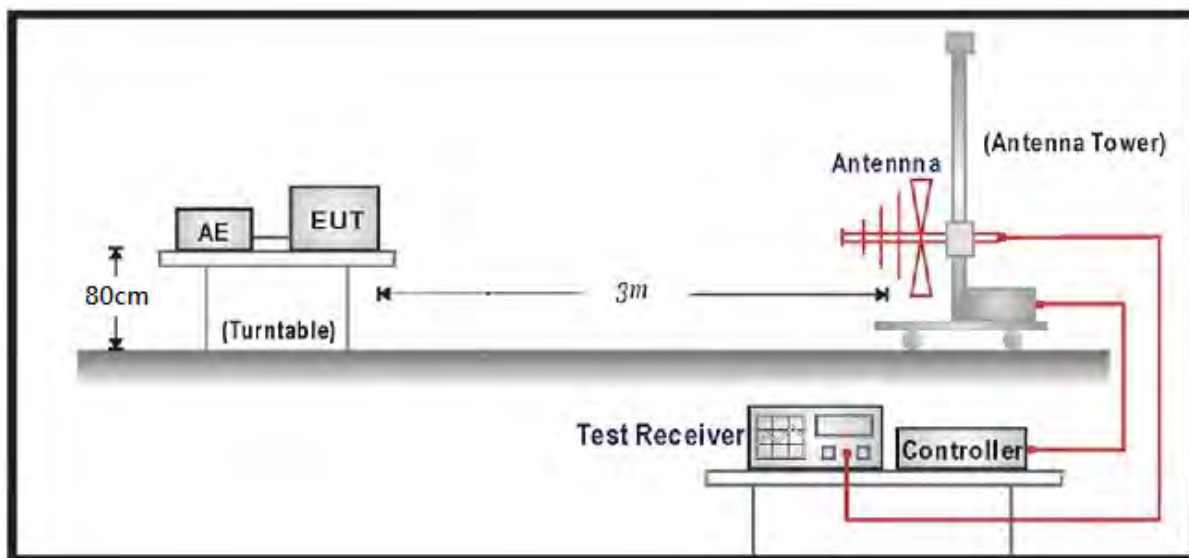 (Antenna Tower)
Antennna
EUT
AE
80cm
3m
(Turntable)
Test Receiver
Controller